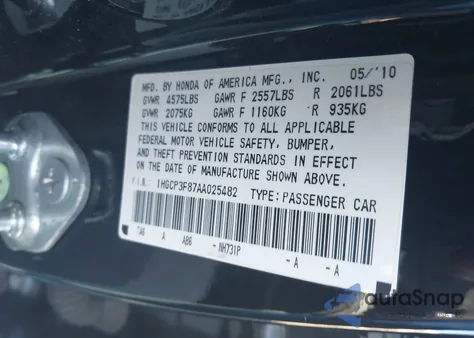 MFD. BY HONDA OF AMERICA MFG., INC. 05/'10
GVWR 4575LBS GAWR F 2557LBS R 2061LBS
GVWR 2075KG GAWR F 1160KG R 935KG
THIS VEHICLE CONFORMS TO ALL APPLICABLE
FEDERAL MOTOR VEHICLE SAFETY, BUMPER,
AND THEFT PREVENTION STANDARDS IN EFFECT
ON THE DATE OF MANUFACTURE SHOWN ABOVE.
V.I.N.: 1HGCP3F87AA025482 TYPE: PASSENGER CAR
TA6 A AB6 -NH731P -A -A
autoSnap